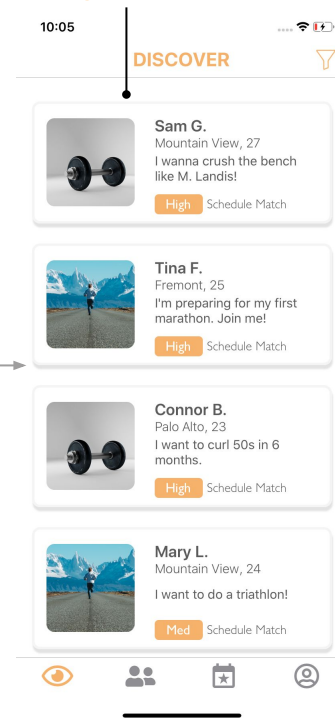 10:05
DISCOVER
Sam G.
Mountain View, 27
I wanna crush the bench
like M. Landis!
High Schedule Match
Tina F.
Fremont, 25
I'm preparing for my first
marathon. Join me!
High Schedule Match
Connor B.
Palo Alto, 23
I want to curl 50s in 6
months.
High Schedule Match
Mary L.
Mountain View, 24
I want to do a triathlon!
Med Schedule Match